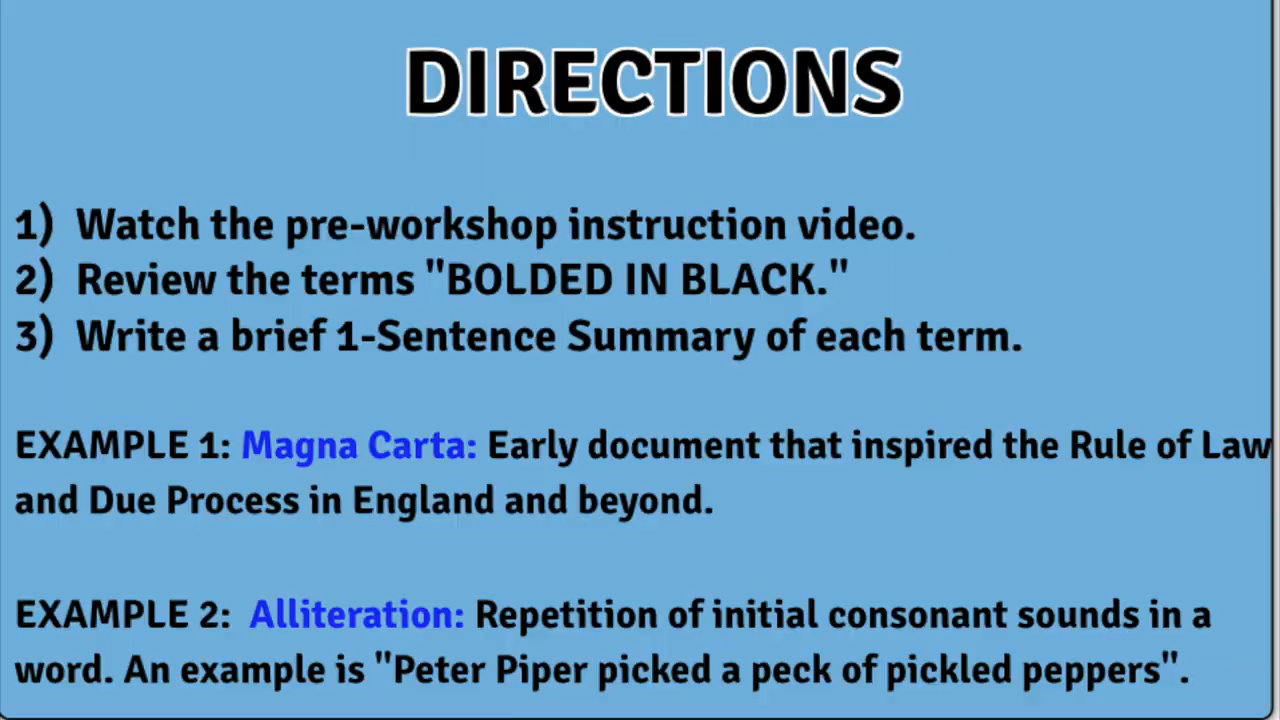 DIRECTIONS
1) Watch the pre-workshop instruction video.
2) Review the terms "BOLDED IN BLACK."
3) Write a brief 1-Sentence Summary of each term.
EXAMPLE 1: Magna Carta: Early document that inspired the Rule of Law
and Due Process in England and beyond.
EXAMPLE 2: Alliteration: Repetition of initial consonant sounds in a
word. An example is "Peter Piper picked a peck of pickled peppers".